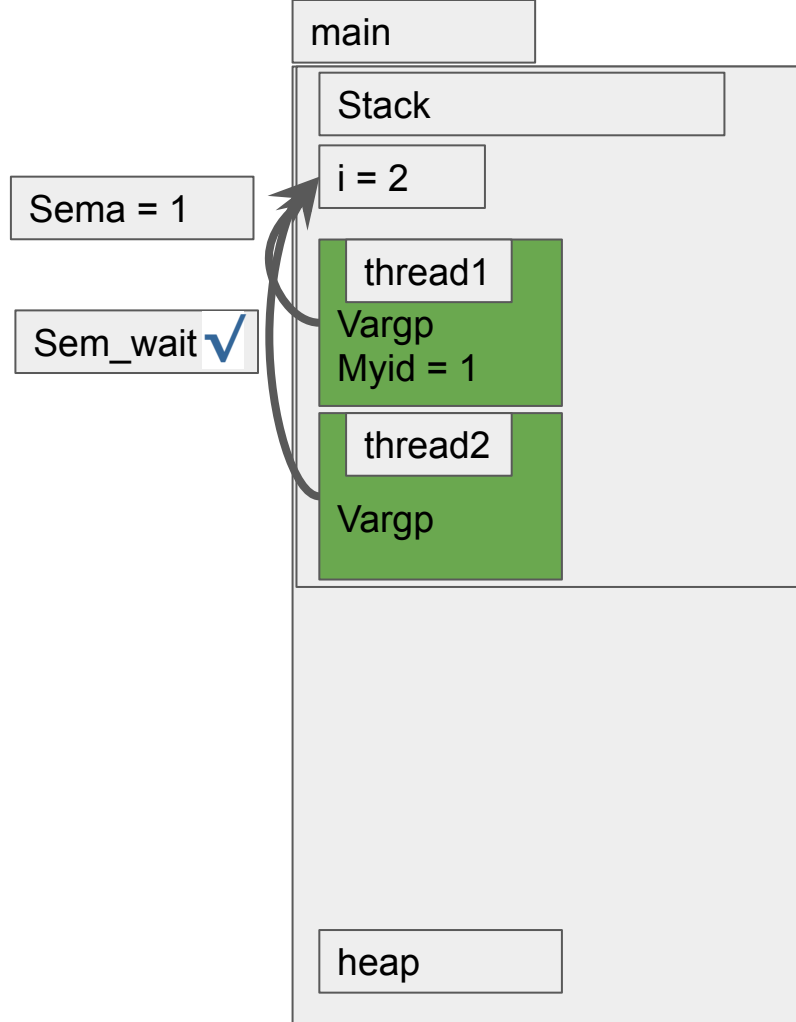 main
Stack
i = 2
Sema = 1
thread1
Sem_wait √
Vargp
Myid = 1
thread2
Vargp
heap